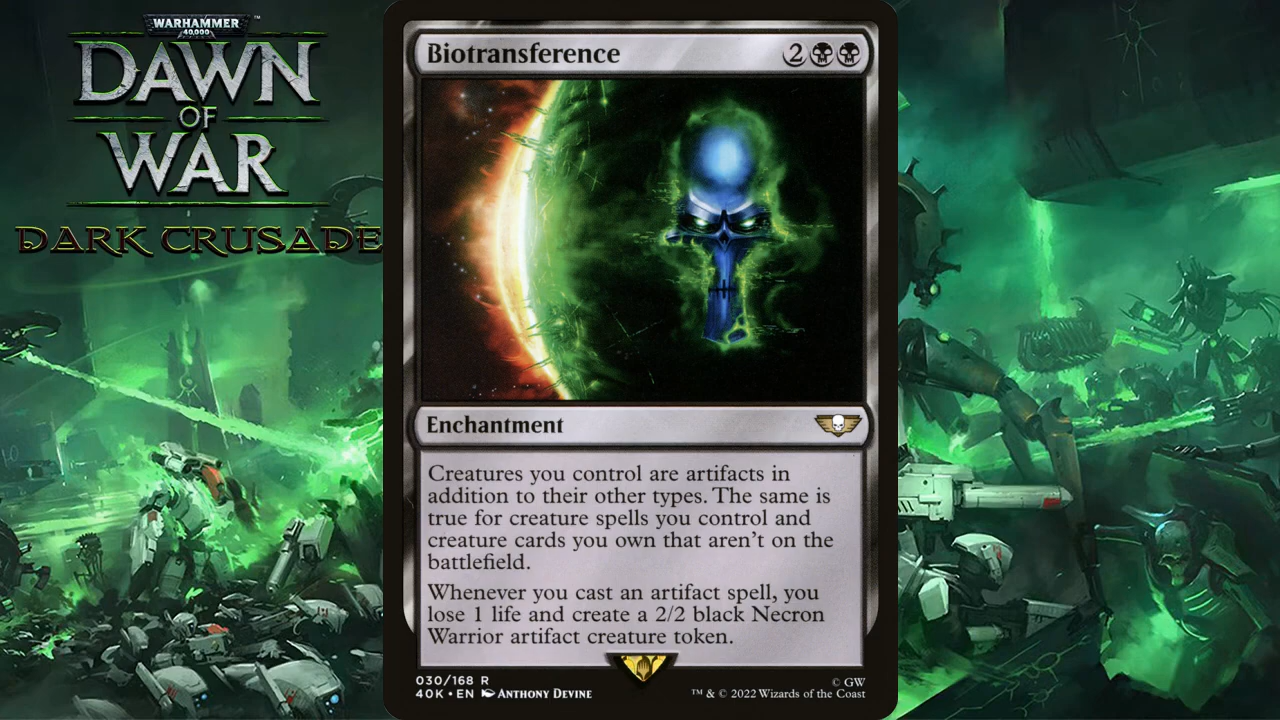 WARHAMMER™
40,000
DAWN
OF
WAR
DARK CRUSADE
Biotransference 2
Enchantment
Creatures you control are artifacts in
addition to their other types. The same is
true for creature spells you control and
creature cards you own that aren't on the
battlefield.
Whenever you cast an artifact spell, you
lose 1 life and create a 2/2 black Necron
Warrior artifact creature token.
030/168 R
40K • EN Anthony Devine
© GW
™ & © 2022 Wizards of the Coast